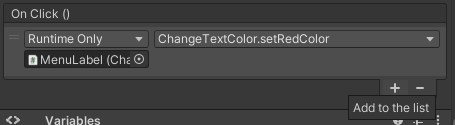 On Click ()
Runtime Only
ChangeTextColor.setRedColor
MenuLabel (Cha
+ −
Add to the list
<> Variables